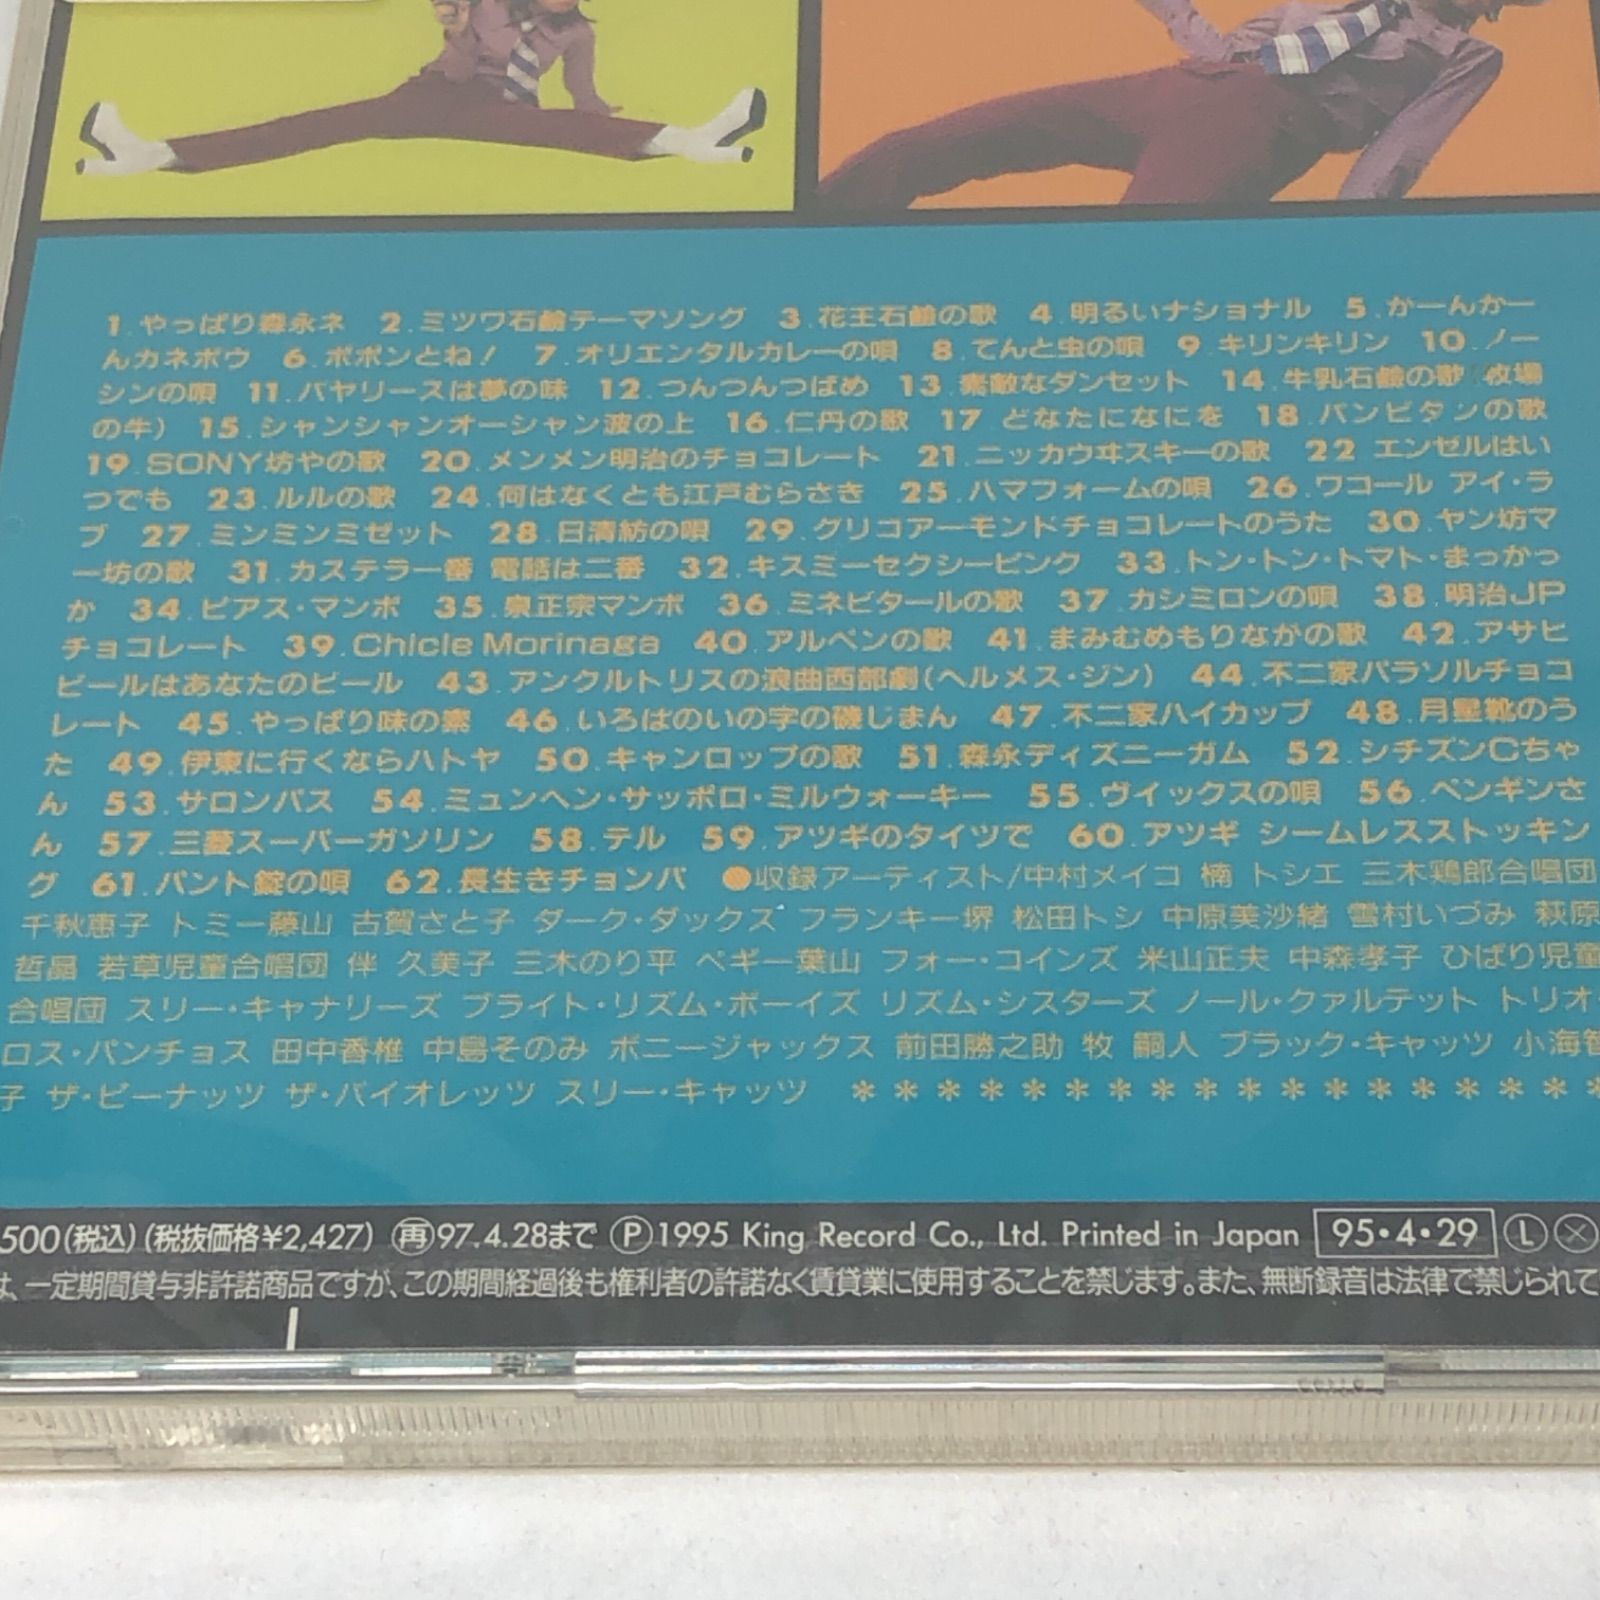 1.やっぱり森永ネ 2.ミツワ石鹸テーマソング 3.花王石鹸の歌 4.明るいナショナル 5.かーんかー
んカネボウ 6.ポポンとね! 7.オリエンタルカレーの唄 8.てんと虫の唄 9.キリンキリン 10.ノー
シンの唄 11.バヤリースは夢の味 12.つんつんつばめ 13.素敵なダンセット 14.牛乳石鹸の歌(牧場
の牛) 15.シャンシャンオーシャン波の上 16.仁丹の歌 17.どなたになにを 18.パンビタンの歌
19.SONY坊やの歌 20.メンメン明治のチョコレート 21.ニッカウヰスキーの歌 22.エンゼルはい
つでも 23.ルルの歌 24.何はなくとも江戸むらさき 25.ハマフォームの唄 26.ワコール アイ・ラ
ブ 27.ミンミンミゼット 28.日清紡の唄 29.グリコアーモンドチョコレートのうた 30.ヤン坊マ
ー坊の歌 31.カステラ一番 電話は二番 32.キスミーセクシーピンク 33.トン・トン・トマト・まっかっ
か 34.ピアス・マンボ 35.泉正宗マンボ 36.ミネビタールの歌 37.カシミロンの唄 38.明治JP
チョコレート 39.Chicle Morinaga 40.アルペンの歌 41.まみむめもりながの歌 42.アサヒ
ビールはあなたのビール 43.アンクルトリスの浪曲西部劇(ヘルメス・ジン) 44.不二家パラソルチョコ
レート 45.やっぱり味の素 46.いろはのいの字の磯じまん 47.不二家ハイカップ 48.月星靴のう
た 49.伊東に行くならハトヤ 50.キャンロップの歌 51.森永ディズニーガム 52.シチズンCちゃ
ん 53.サロンパス 54.ミュンヘン・サッポロ・ミルウォーキー 55.ヴイックスの唄 56.ペンギンさ
ん 57.三菱スーパーガソリン 58.テル 59.アツギのタイツで 60.アツギ シームレスストッキン
グ 61.パント錠の唄 62.長生きチョンパ ●収録アーティスト/中村メイコ 楠 トシエ 三木鶏郎合唱団
千秋恵子 トミー藤山 古賀さと子 ダーク・ダックス フランキー堺 松田トシ 中原美沙緒 雪村いづみ 萩原
哲晶 若草児童合唱団 伴 久美子 三木のり平 ペギー葉山 フォー・コインズ 米山正夫 中森孝子 ひばり児童
合唱団 スリー・キャナリーズ ブライト・リズム・ボーイズ リズム・シスターズ ノール・クァルテット トリオ・
ロス・パンチョス 田中香椎 中島そのみ ボニージャックス 前田勝之助 牧 嗣人 ブラック・キャッツ 小海智
子 ザ・ピーナッツ ザ・バイオレッツ スリー・キャッツ ＊＊＊＊＊＊＊＊＊＊＊＊＊＊＊＊＊＊
500(税込)(税抜価格¥2,427) 再97.4.28まで Ⓟ1995 King Record Co., Ltd. Printed in Japan 95・4・29 Ⓛ ⓧ
は、一定期間貸与非許諾商品ですが、この期間経過後も権利者の許諾なく賃貸業に使用することを禁じます。また、無断録音は法律で禁じられて